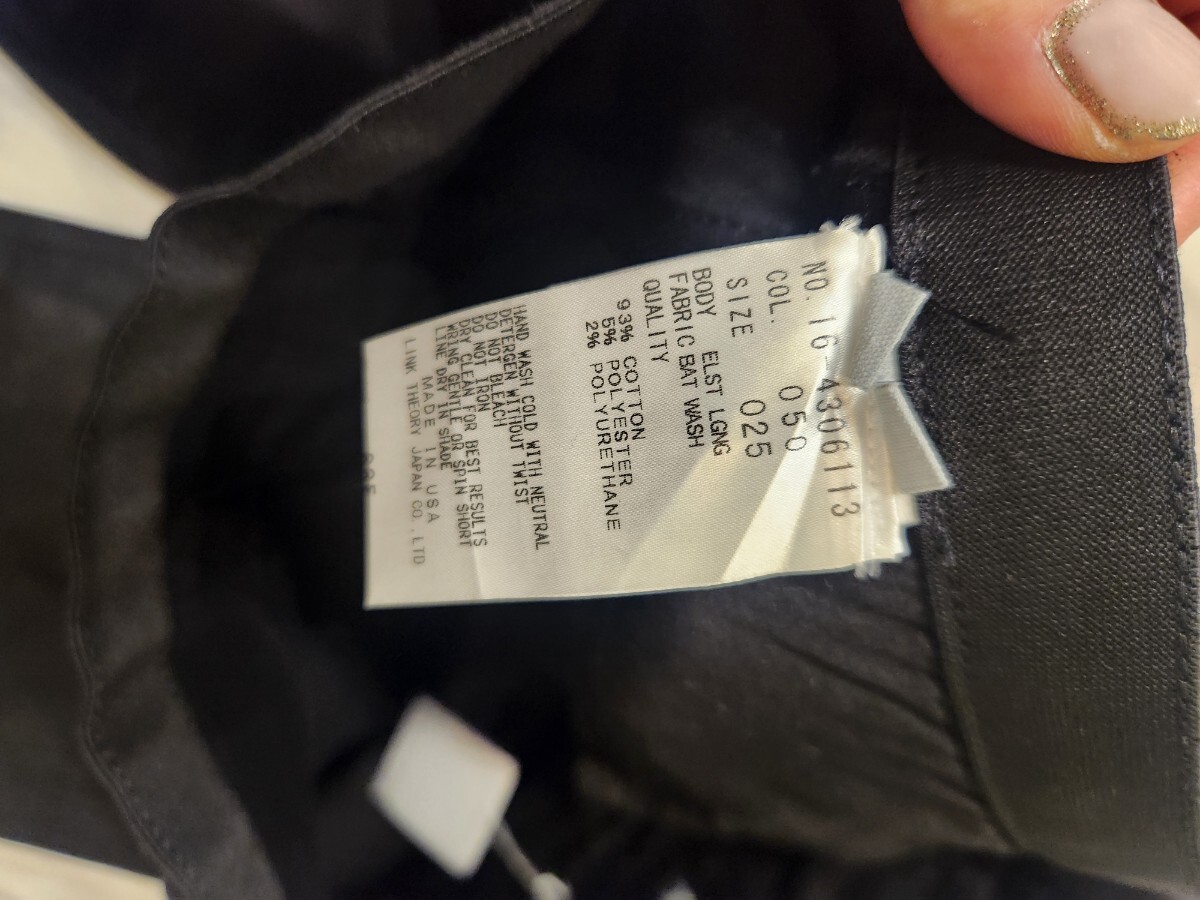 NO. 16-4306113
COL. 050
SIZE 025
BODY ELST LGNG
FABRIC BAT WASH
QUALITY
93% COTTON
5% POLYESTER
2% POLYURETHANE
HAND WASH COLD WITH NEUTRAL
DETERGEN WITHOUT TWIST
DO NOT BLEACH
DO NOT IRON
DRY CLEAN FOR BEST RESULTS
WRING GENTLE OR SPIN SHORT
LINE DRY IN SHADE
MADE IN USA
LINK THEORY JAPAN CO.,LTD